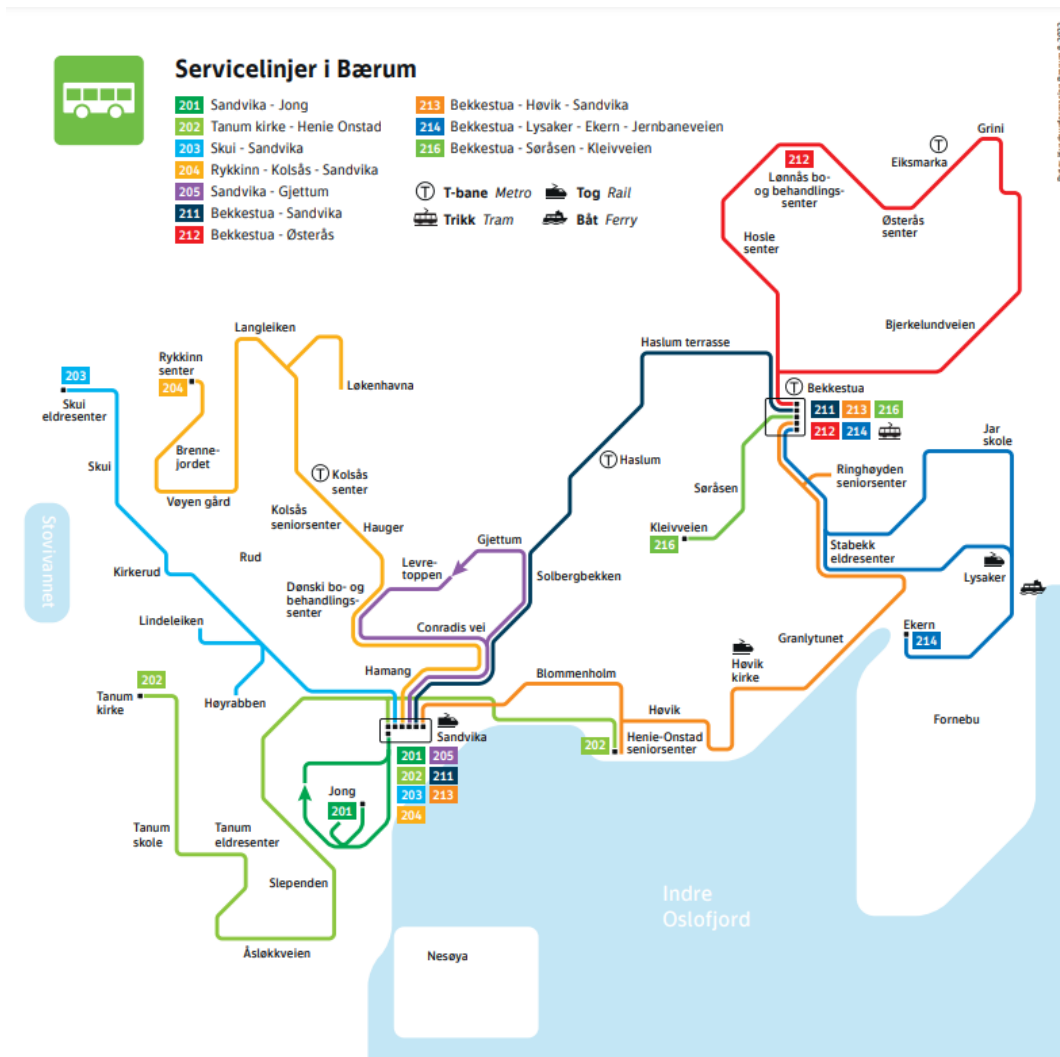 Servicelinjer i Bærum
201 Sandvika - Jong
202 Tanum kirke - Henie Onstad
203 Skui - Sandvika
204 Rykkinn - Kolsås - Sandvika
205 Sandvika - Gjettum
211 Bekkestua - Sandvika
212 Bekkestua - Østerås
213 Bekkestua - Høvik - Sandvika
214 Bekkestua - Lysaker - Ekern - Jernbaneveien
216 Bekkestua - Søråsen - Kleivveien
T T-bane Metro
Tog Rail
Trikk Tram
Båt Ferry
Grini
T
Eiksmarka
212
Lønnås bo-
og behandlings-
senter
Østerås
senter
Hosle
senter
Bjerkelundveien
Langleiken
Haslum terrasse
Rykkinn
senter
204
203
Skui
eldresenter
Løkenhavna
T Bekkestua
211 213 216
212 214
Jar
skole
Brenne-
jordet
Skui
T Kolsås
senter
T Haslum
Ringhøyden
seniorsenter
Søråsen
Vøyen gård
Kolsås
seniorsenter
Hauger
Kleivveien
216
Stovivannet
Gjettum
Stabekk
eldresenter
Rud
Levre-
toppen
Solbergbekken
Lysaker
Kirkerud
Dønski bo- og
behandlings-
senter
Lindeleiken
Conradis vei
Ekern
214
Granlytunet
Hamang
Blommenholm
Høvik
kirke
202
Tanum
kirke
Høyrabben
Høvik
Fornebu
Sandvika
202
Henie-Onstad
seniorsenter
201 205
202 211
203 213
204
Jong
201
Tanum
skole
Tanum
eldresenter
Slependen
Indre
Oslofjord
Åsløkkveien
Nesøya